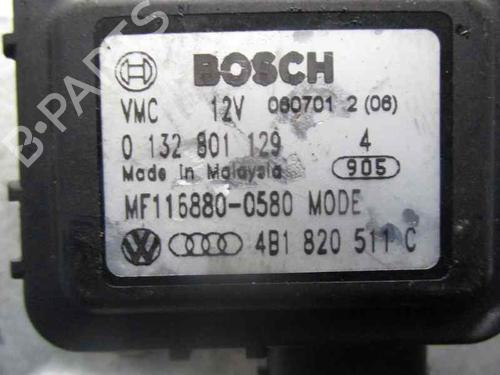 BOSCH
VMC 12V 060701 2 (06)
0 132 801 129 4
Made in Malaysia 905
MF116880-0580 MODE
4B1 820 511 C
B-PARTS